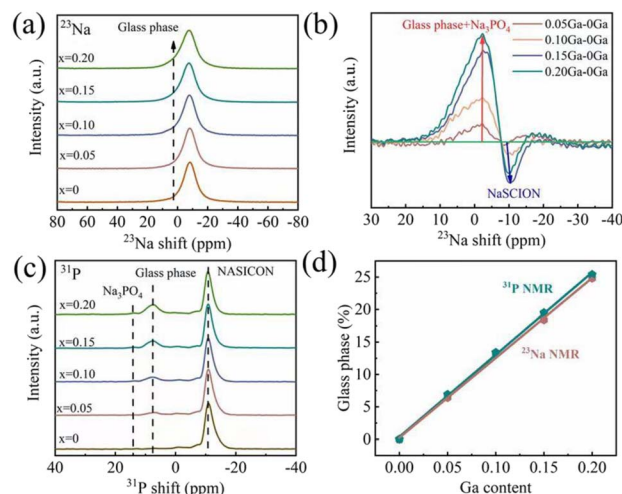 (a)
²³Na
Glass phase
x=0.20
x=0.15
x=0.10
x=0.05
x=0
Intensity (a.u.)
80 60 40 20 0 -20 -40 -60 -80
²³Na shift (ppm)
(b)
Glass phase+Na₃PO₄
0.05Ga-0Ga
0.10Ga-0Ga
0.15Ga-0Ga
0.20Ga-0Ga
NaSCION
Intensity (a.u.)
30 20 10 0 -10 -20 -30
²³Na shift (ppm)
(c)
³¹P
Na₃PO₄
Glass phase
NASICON
x=0.20
x=0.15
x=0.10
x=0.05
x=0
Intensity (a.u.)
40 20 0 -20 -40
³¹P shift (ppm)
(d)
³¹P NMR
²³Na NMR
Glass phase (%)
25
20
15
10
5
0
0.00 0.05 0.10 0.15 0.20
Ga content